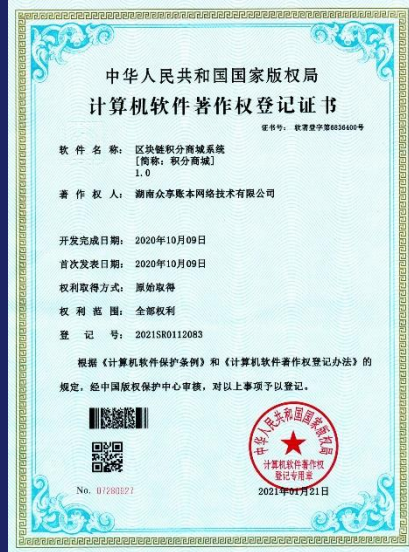 中华人民共和国国家版权局
计算机软件著作权登记证书
证书号： 软著登字第6836400号
软件名称： 区块链积分商城系统
[简称：积分商城]
1.0
著作权人： 湖南众享账本网络技术有限公司
开发完成日期： 2020年10月09日
首次发表日期： 2020年10月09日
权利取得方式： 原始取得
权利范围： 全部权利
登记号： 2021SR0112083
根据《计算机软件保护条例》和《计算机软件著作权登记办法》的
规定，经中国版权保护中心审核，对以上事项予以登记。
中华人民共和国国家版权局
计算机软件著作权
登记专用章
No. 07280627
2021年01月21日